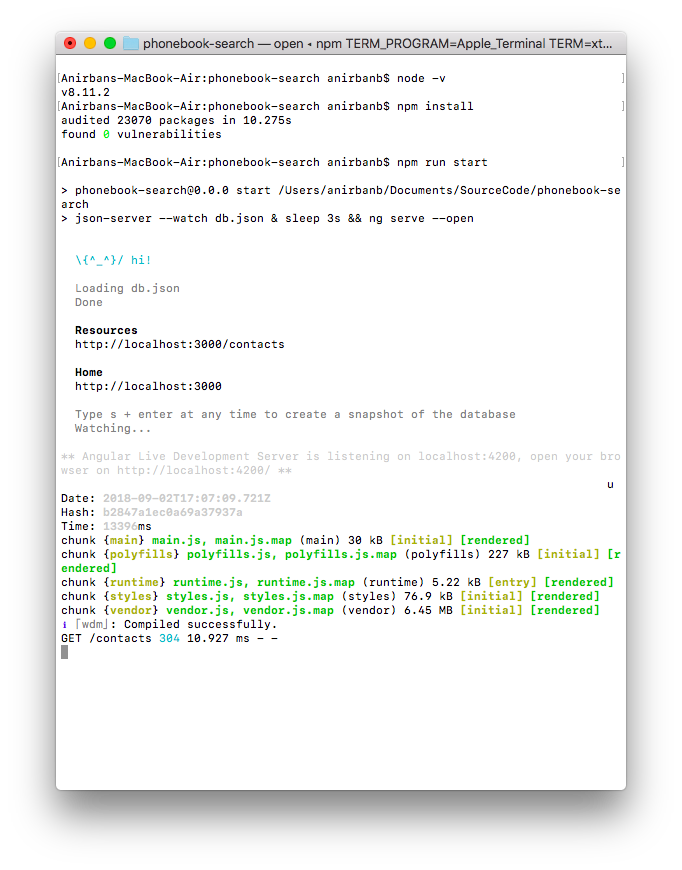 phonebook-search — open ◂ npm TERM_PROGRAM=Apple_Terminal TERM=xt...
[Anirbans-MacBook-Air:phonebook-search anirbanb$ node -v ]
v8.11.2
[Anirbans-MacBook-Air:phonebook-search anirbanb$ npm install ]
audited 23070 packages in 10.275s
found 0 vulnerabilities
[Anirbans-MacBook-Air:phonebook-search anirbanb$ npm run start ]
> phonebook-search@0.0.0 start /Users/anirbanb/Documents/SourceCode/phonebook-se
arch
> json-server --watch db.json & sleep 3s && ng serve --open
\{^_^}/ hi!
Loading db.json
Done
Resources
http://localhost:3000/contacts
Home
http://localhost:3000
Type s + enter at any time to create a snapshot of the database
Watching...
** Angular Live Development Server is listening on localhost:4200, open your bro
wser on http://localhost:4200/ **
u
Date: 2018-09-02T17:07:09.721Z
Hash: b2847a1ec0a69a37937a
Time: 13396ms
chunk {main} main.js, main.js.map (main) 30 kB [initial] [rendered]
chunk {polyfills} polyfills.js, polyfills.js.map (polyfills) 227 kB [initial] [r
endered]
chunk {runtime} runtime.js, runtime.js.map (runtime) 5.22 kB [entry] [rendered]
chunk {styles} styles.js, styles.js.map (styles) 76.9 kB [initial] [rendered]
chunk {vendor} vendor.js, vendor.js.map (vendor) 6.45 MB [initial] [rendered]
ℹ ｢wdm｣: Compiled successfully.
GET /contacts 304 10.927 ms - -